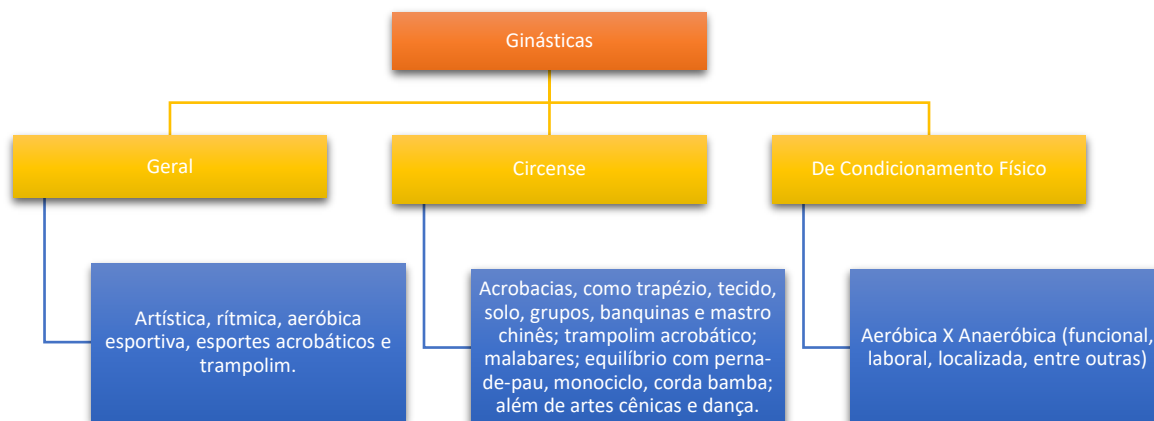 Ginásticas
Geral
Circense
De Condicionamento Físico
Artística, rítmica, aeróbica
esportiva, esportes acrobáticos e
trampolim.
Acrobacias, como trapézio, tecido,
solo, grupos, banquinas e mastro
chinês; trampolim acrobático;
malabares; equilíbrio com perna-
de-pau, monociclo, corda bamba;
além de artes cênicas e dança.
Aeróbica X Anaeróbica (funcional,
laboral, localizada, entre outras)